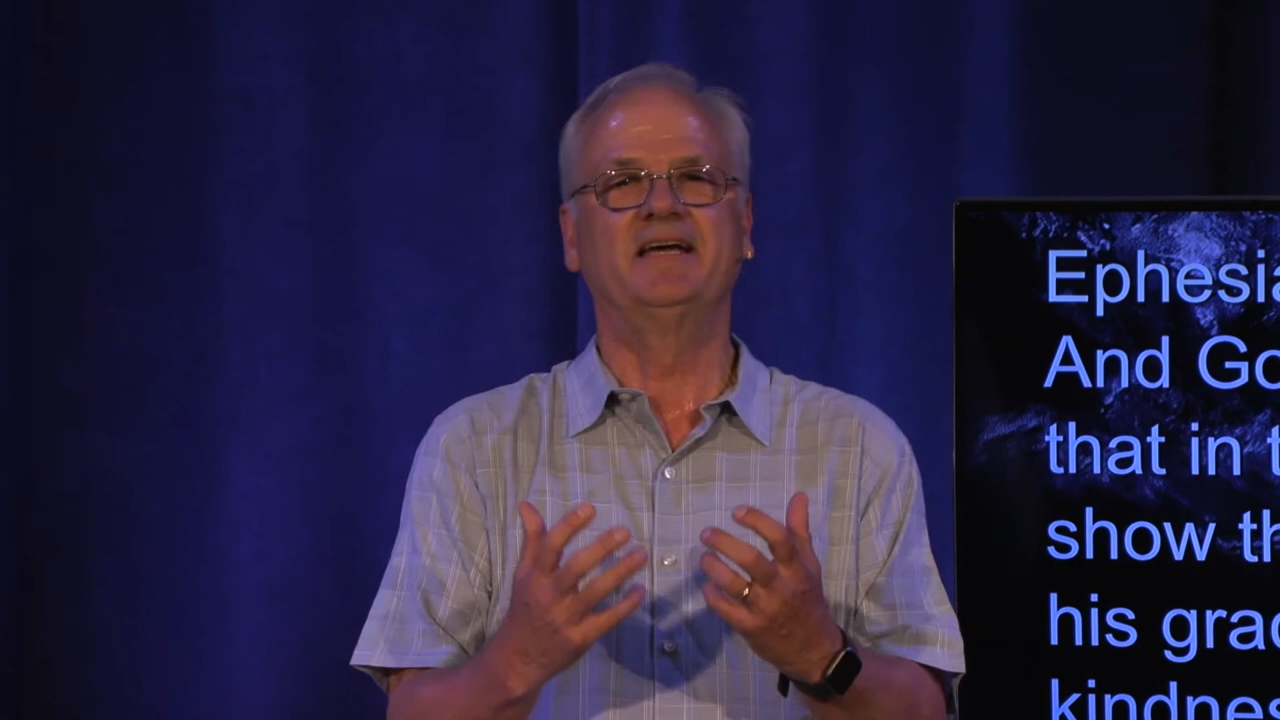 Ephesia
And Go
that in t
show th
his grac
kindnes